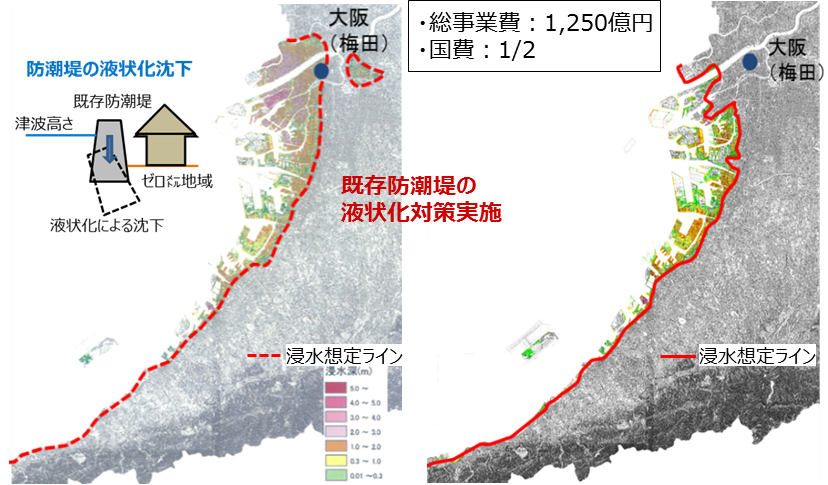 大阪
(梅田)
防潮堤の液状化沈下
既存防潮堤
津波高さ
ｾﾞﾛﾒｰﾄﾙ地域
液状化による沈下
浸水想定ライン
浸水深(m)
5.0 ～
4.0 ～ 5.0
3.0 ～ 4.0
2.0 ～ 3.0
1.0 ～ 2.0
0.3 ～ 1.0
0.01 ～0.3
既存防潮堤の
液状化対策実施
・総事業費：1,250億円
・国費：1/2
大阪
(梅田)
浸水想定ライン